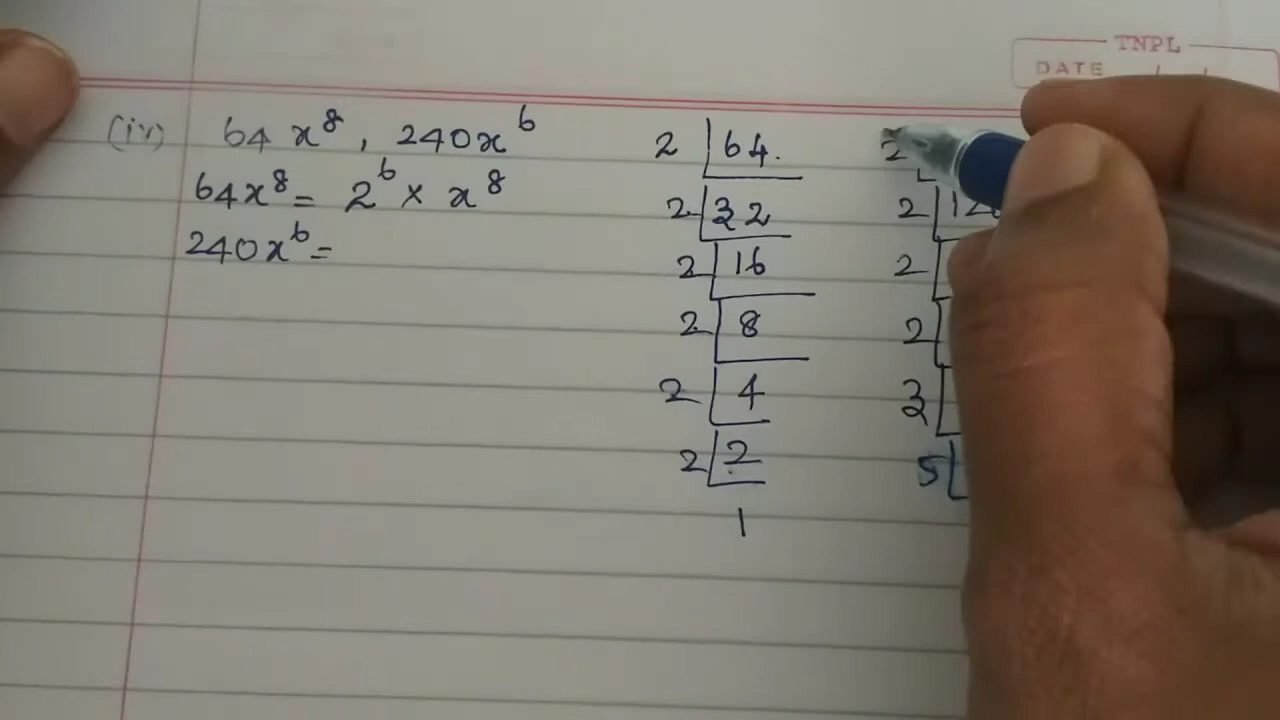 TNPL
DATE
(iv) 64x⁸, 240x⁶
64x⁸ = 2⁶ × x⁸
240x⁶ =
2 | 64.
2 | 32
2 | 16
2 | 8
2 | 4
2 | 2
1
2
2
2
2
3
5